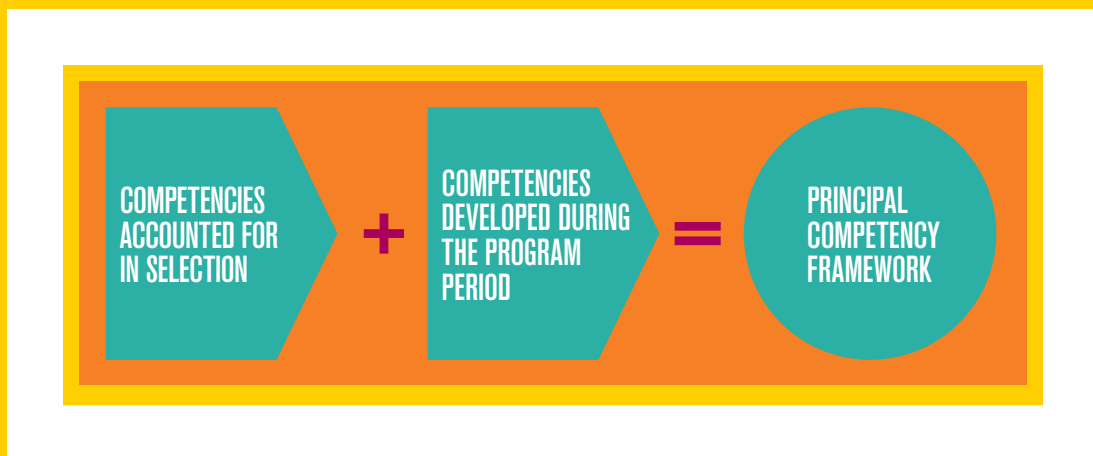 COMPETENCIES
ACCOUNTED FOR
IN SELECTION
+
COMPETENCIES
DEVELOPED DURING
THE PROGRAM
PERIOD
=
PRINCIPAL
COMPETENCY
FRAMEWORK